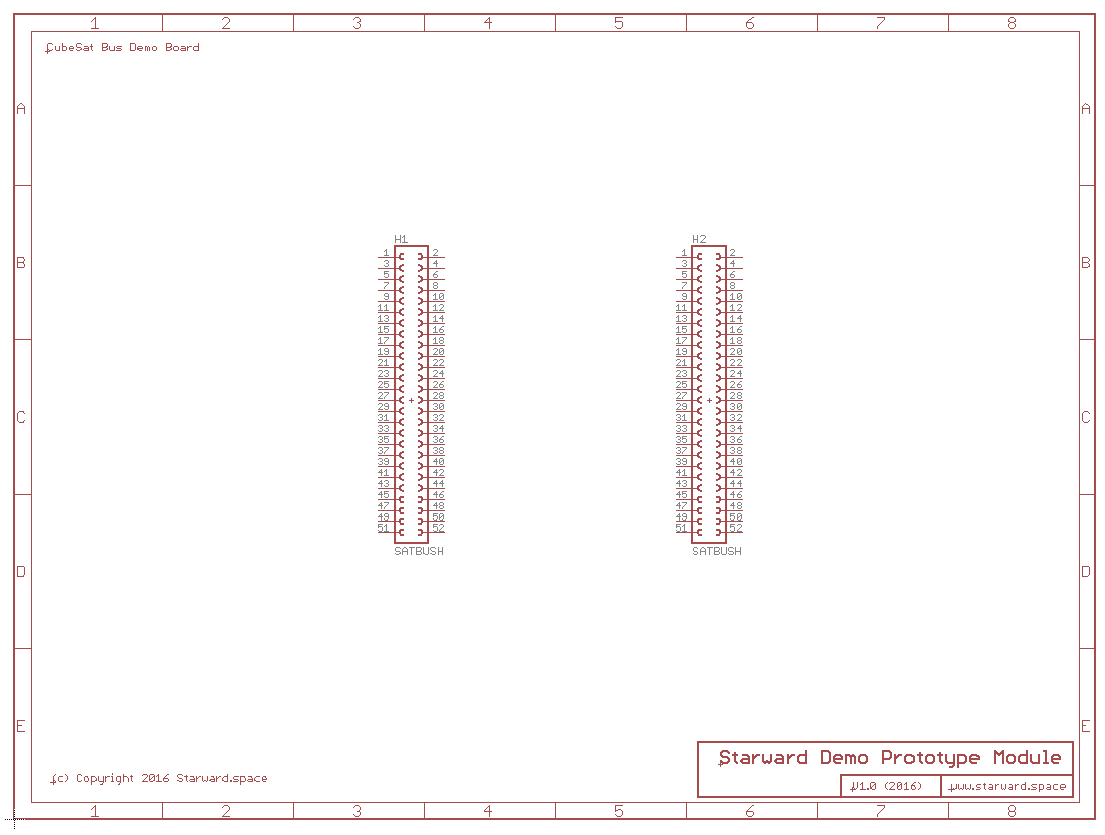 1 2 3 4 5 6 7 8
CubeSat Bus Demo Board
A A
H1 H2
1 2 1 2
3 4 3 4
B B
5 6 5 6
7 8 7 8
9 10 9 10
11 12 11 12
13 14 13 14
15 16 15 16
17 18 17 18
19 20 19 20
21 22 21 22
23 24 23 24
25 26 25 26
27 28 27 28
29 30 29 30
C C
31 32 31 32
33 34 33 34
35 36 35 36
37 38 37 38
39 40 39 40
41 42 41 42
43 44 43 44
45 46 45 46
47 48 47 48
49 50 49 50
51 52 51 52
SATBUSH SATBUSH
D D
E E
Starward Demo Prototype Module
(c) Copyright 2016 Starward.space
V1.0 (2016) www.starward.space
1 2 3 4 5 6 7 8